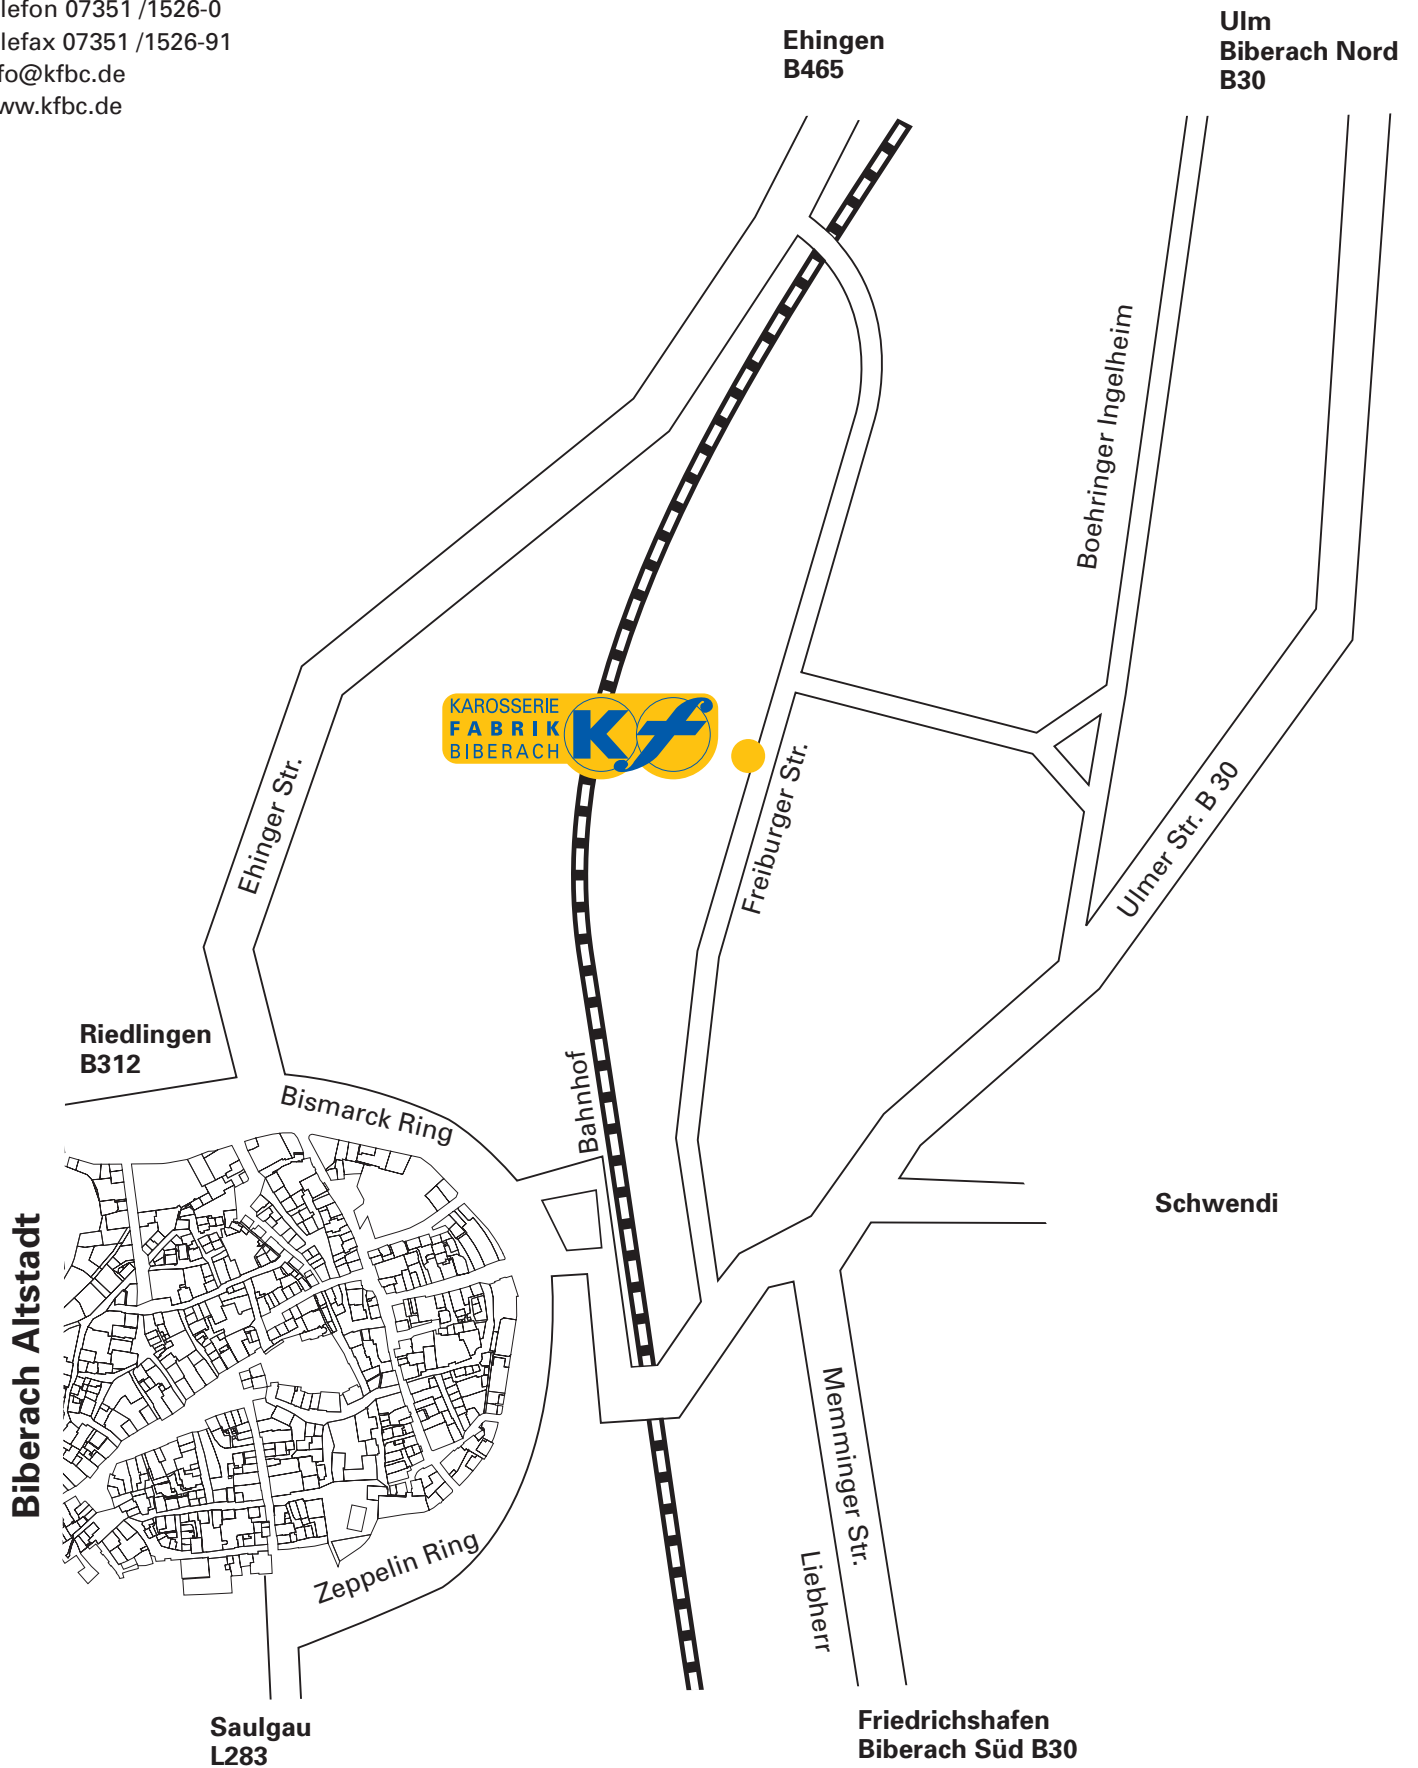 lefon 07351 /1526-0
lefax 07351 /1526-91
fo@kfbc.de
ww.kfbc.de
Ehingen
B465
Ulm
Biberach Nord
B30
Boehringer Ingelheim
KAROSSERIE
FABRIK
BIBERACH
Kf
Freiburger Str.
Ehinger Str.
Ulmer Str. B 30
Riedlingen
B312
Bismarck Ring
Bahnhof
Schwendi
Biberach Altstadt
Memminger Str.
Liebherr
Zeppelin Ring
Saulgau
L283
Friedrichshafen
Biberach Süd B30